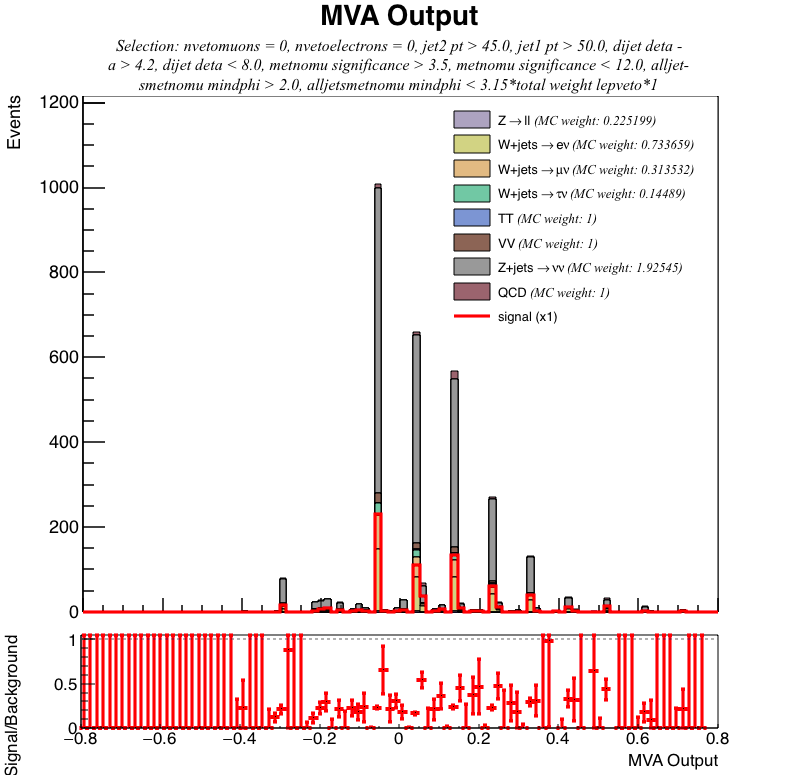 MVA Output
Selection: nvetomuons = 0, nvetoelectrons = 0, jet2 pt > 45.0, jet1 pt > 50.0, dijet deta -
a > 4.2, dijet deta < 8.0, metnomu significance > 3.5, metnomu significance < 12.0, alljet-
smetnomu mindphi > 2.0, alljetsmetnomu mindphi < 3.15*total weight lepveto*1
Events
1200
1000
800
600
400
200
0
Z→ll (MC weight: 0.225199)
W+jets→eν (MC weight: 0.733659)
W+jets→μν (MC weight: 0.313532)
W+jets→τν (MC weight: 0.14489)
TT (MC weight: 1)
VV (MC weight: 1)
Z+jets→νν (MC weight: 1.92545)
QCD (MC weight: 1)
signal (x1)
Signal/Background
1
0.5
0
−0.8 −0.6 −0.4 −0.2 0 0.2 0.4 0.6 0.8
MVA Output